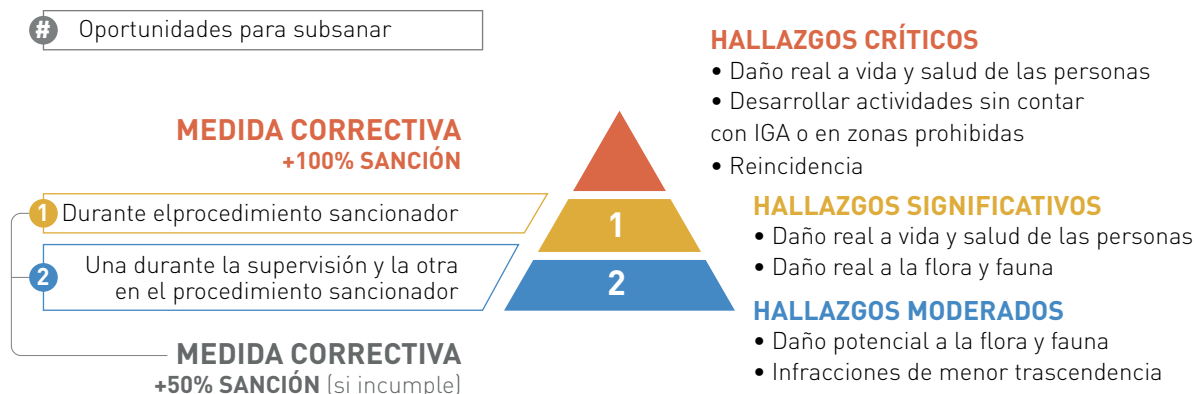 # Oportunidades para subsanar
MEDIDA CORRECTIVA
+100% SANCIÓN
1 Durante elprocedimiento sancionador
2 Una durante la supervisión y la otra
en el procedimiento sancionador
MEDIDA CORRECTIVA
+50% SANCIÓN (si incumple)
1
2
HALLAZGOS CRÍTICOS
• Daño real a vida y salud de las personas
• Desarrollar actividades sin contar
con IGA o en zonas prohibidas
• Reincidencia
HALLAZGOS SIGNIFICATIVOS
• Daño real a vida y salud de las personas
• Daño real a la flora y fauna
HALLAZGOS MODERADOS
• Daño potencial a la flora y fauna
• Infracciones de menor trascendencia